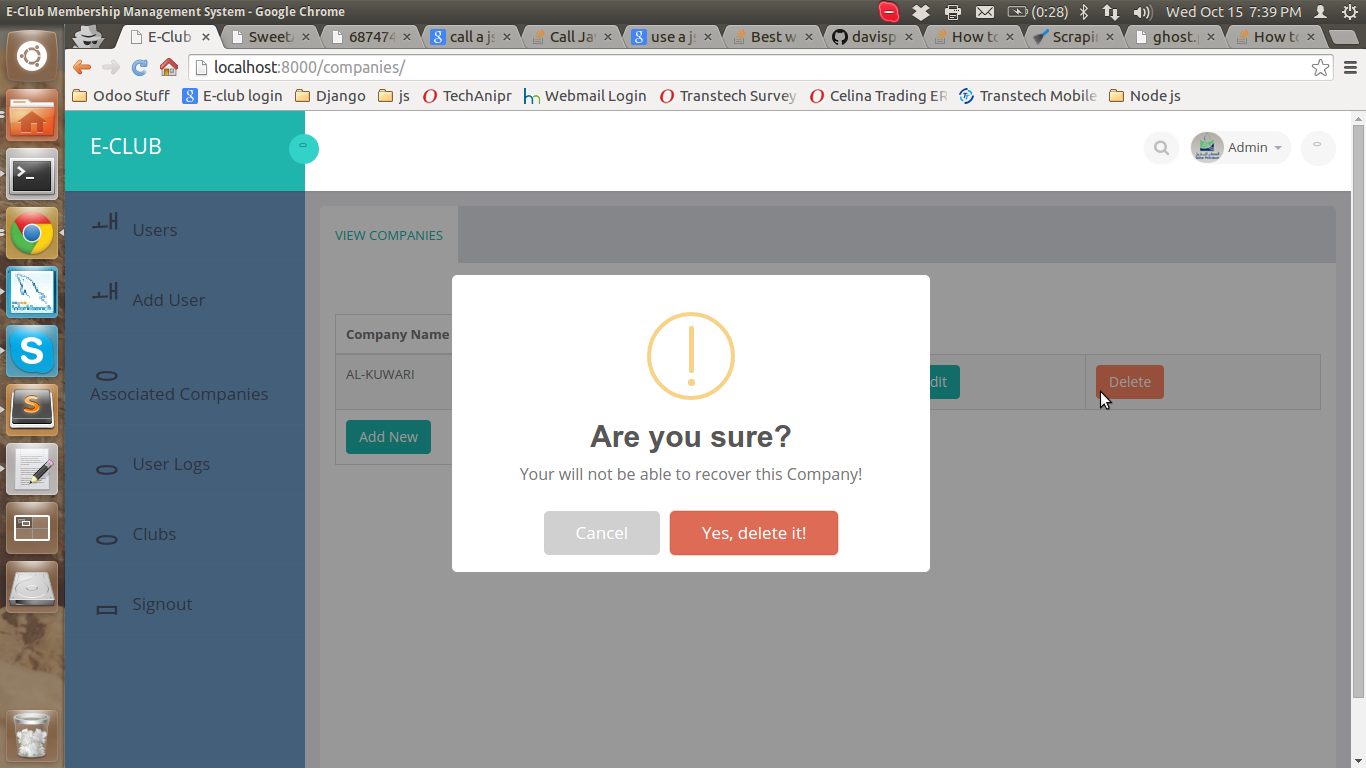 E-Club Membership Management System - Google Chrome
(0:28)
Wed Oct 15 7:39 PM
E-Club
Sweet
687474
call a js
Call Ja
use a js
Best w
davisp
How to
Scrapin
ghost.
How to
localhost:8000/companies/
Odoo Stuff
E-club login
Django
js
TechAnipr
Webmail Login
Transtech Survey
Celina Trading ER
Transtech Mobile
Node js
E-CLUB
Admin
Users
Add User
Associated Companies
User Logs
Clubs
Signout
VIEW COMPANIES
Company Name
AL-KUWARI
dit
Delete
Add New
Are you sure?
Your will not be able to recover this Company!
Cancel
Yes, delete it!